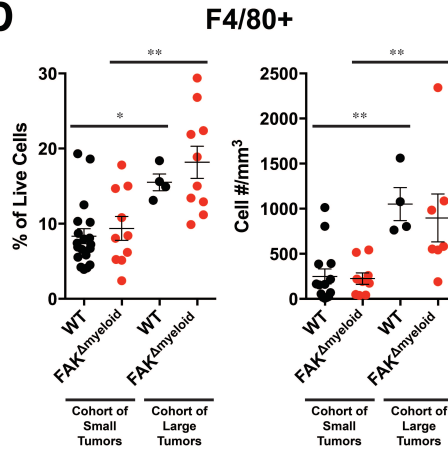 D
F4/80+
**
**
*
**
30
20
10
0
% of Live Cells
2500
2000
1500
1000
500
0
Cell #/mm³
WT
FAKΔmyeloid
WT
FAKΔmyeloid
WT
FAKΔmyeloid
WT
FAKΔmyeloid
Cohort of
Small
Tumors
Cohort of
Large
Tumors
Cohort of
Small
Tumors
Cohort of
Large
Tumors